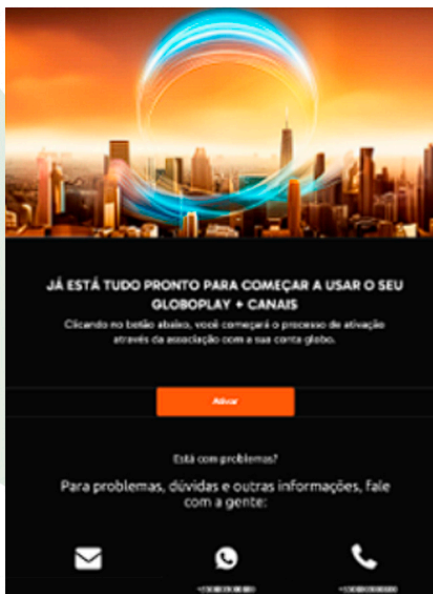 JÁ ESTÁ TUDO PRONTO PARA COMEÇAR A USAR O SEU
GLOBOPLAY + CANAIS
Clicando no botão abaixo, você começará o processo de ativação
através da associação com a sua conta globo.
Ativar
Está com problemas?
Para problemas, dúvidas e outras informações, fale
com a gente: